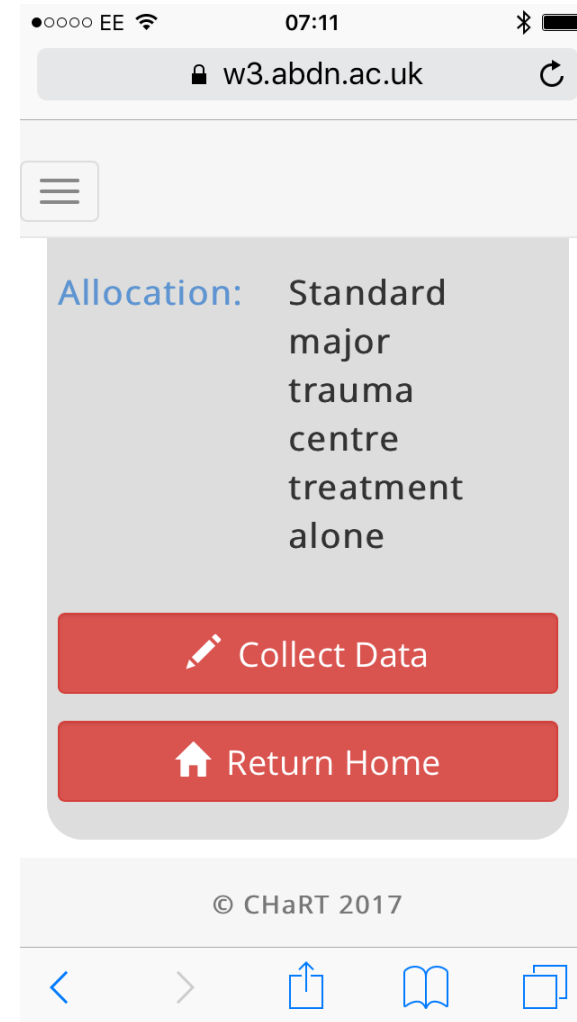 ●○○○○ EE 07:11
w3.abdn.ac.uk
Allocation: Standard
major
trauma
centre
treatment
alone
Collect Data
Return Home
© CHaRT 2017